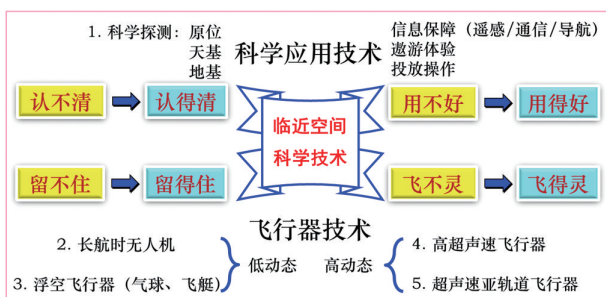 1. 科学探测：原位
天基
地基
科学应用技术
信息保障（遥感/通信/导航）
遨游体验
投放操作
认不清
认得清
临近空间
科学技术
用不好
用得好
留不住
留得住
飞不灵
飞得灵
飞行器技术
2. 长航时无人机
3. 浮空飞行器（气球、飞艇）
低动态
高动态
4. 高超声速飞行器
5. 超声速亚轨道飞行器